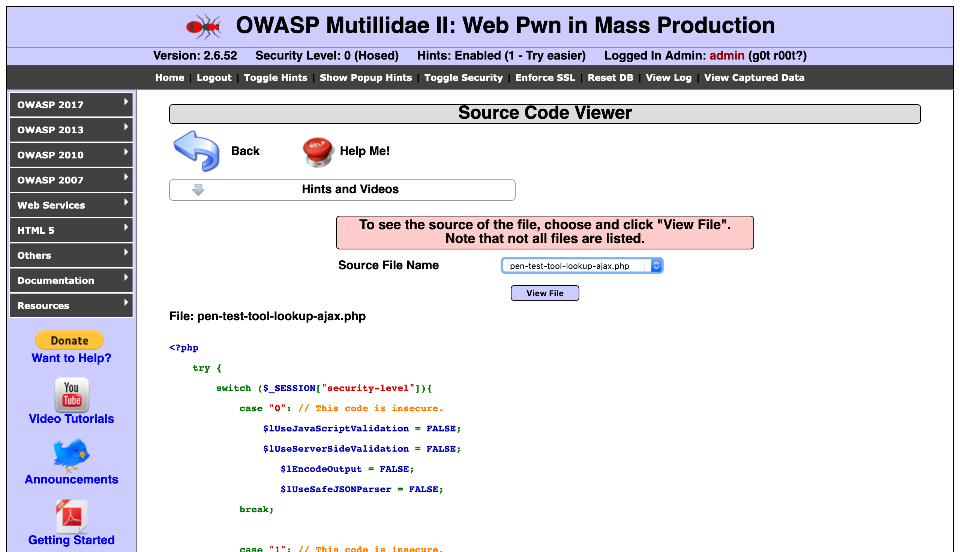 OWASP Mutillidae II: Web Pwn in Mass Production
Version: 2.6.52 Security Level: 0 (Hosed) Hints: Enabled (1 - Try easier) Logged In Admin: admin (g0t r00t?)
Home | Logout | Toggle Hints | Show Popup Hints | Toggle Security | Enforce SSL | Reset DB | View Log | View Captured Data
OWASP 2017
OWASP 2013
OWASP 2010
OWASP 2007
Web Services
HTML 5
Others
Documentation
Resources
Donate
Want to Help?
You
Tube
Video Tutorials
Announcements
Getting Started
Source Code Viewer
Back
HELP
Help Me!
Hints and Videos
To see the source of the file, choose and click "View File".
Note that not all files are listed.
Source File Name pen-test-tool-lookup-ajax.php
View File
File: pen-test-tool-lookup-ajax.php
<?php
try {
switch ($_SESSION["security-level"]){
case "0": // This code is insecure.
$lUseJavaScriptValidation = FALSE;
$lUseServerSideValidation = FALSE;
$lEncodeOutput = FALSE;
$lUseSafeJSONParser = FALSE;
break;
case "1": // This code is insecure.